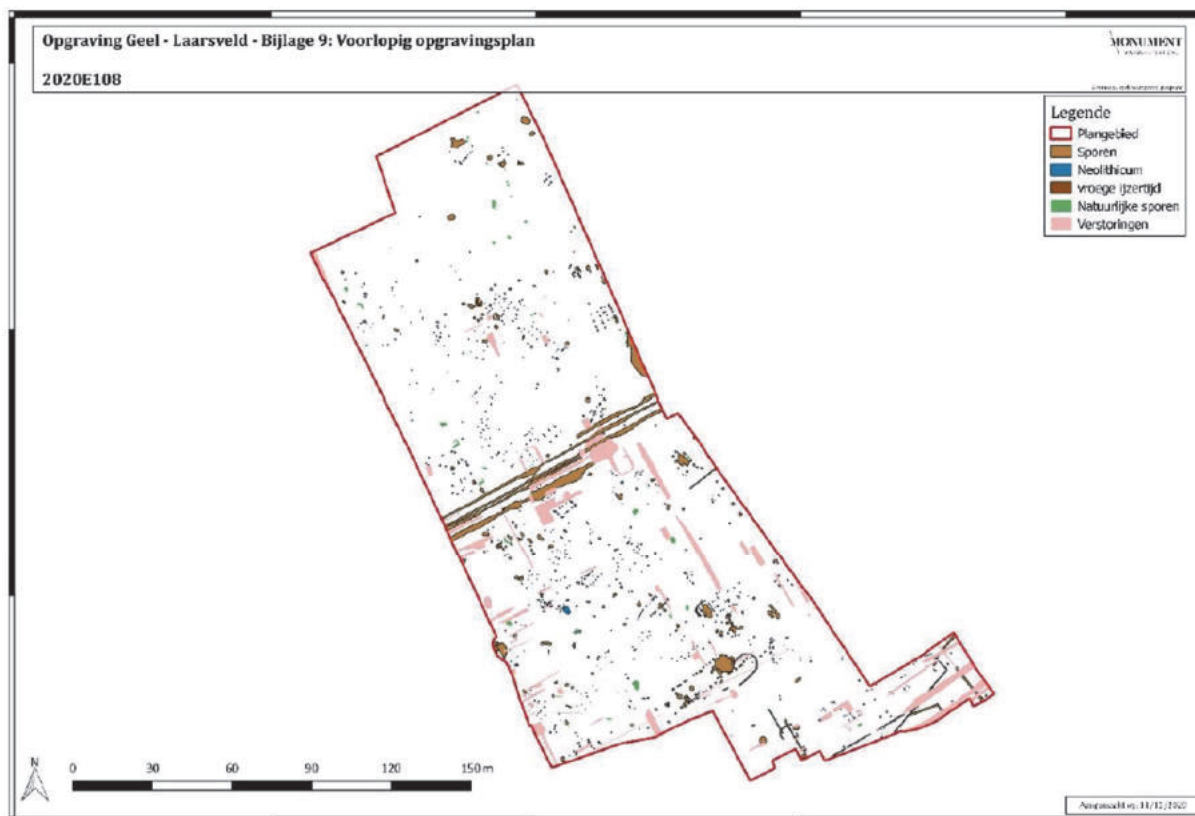 Opgraving Geel - Laarsveld - Bijlage 9: Voorlopig opgravingsplan
MONUMENT
2020E108
Legende
Plangebied
Sporen
Neolithicum
vroege ijzertijd
Natuurlijke sporen
Verstoringen
N
0 30 60 90 120 150 m